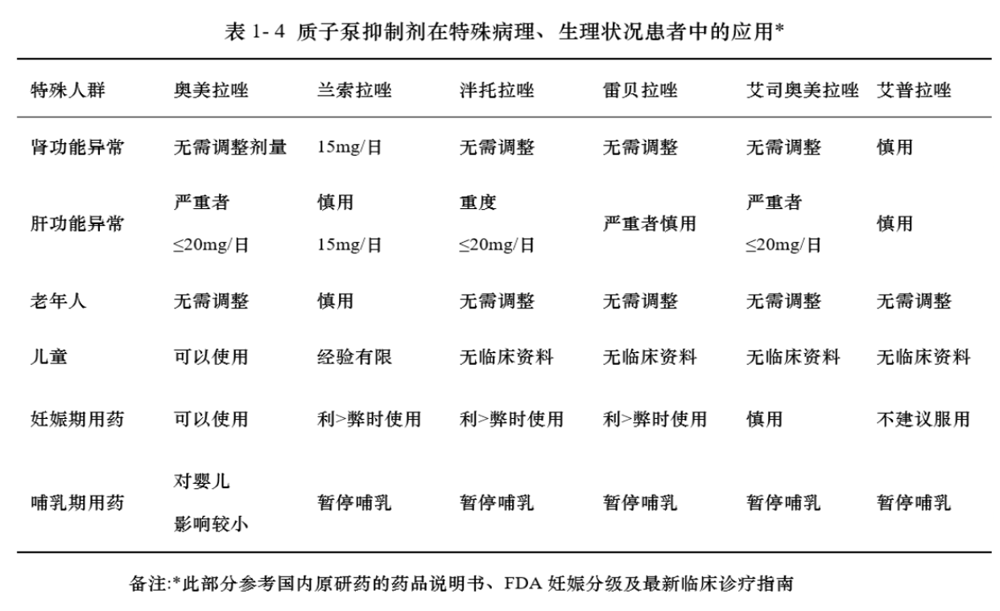 表 1- 4 质子泵抑制剂在特殊病理、生理状况患者中的应用*
特殊人群 奥美拉唑 兰索拉唑 泮托拉唑 雷贝拉唑 艾司奥美拉唑 艾普拉唑
肾功能异常 无需调整剂量 15mg/日 无需调整 无需调整 无需调整 慎用
严重者 慎用 重度 严重者
肝功能异常 严重者慎用 慎用
≤20mg/日 15mg/日 ≤20mg/日 ≤20mg/日
老年人 无需调整 慎用 无需调整 无需调整 无需调整 无需调整
儿童 可以使用 经验有限 无临床资料 无临床资料 无临床资料 无临床资料
妊娠期用药 可以使用 利>弊时使用 利>弊时使用 利>弊时使用 慎用 不建议服用
对婴儿
哺乳期用药 暂停哺乳 暂停哺乳 暂停哺乳 暂停哺乳 暂停哺乳
影响较小
备注:*此部分参考国内原研药的药品说明书、FDA 妊娠分级及最新临床诊疗指南